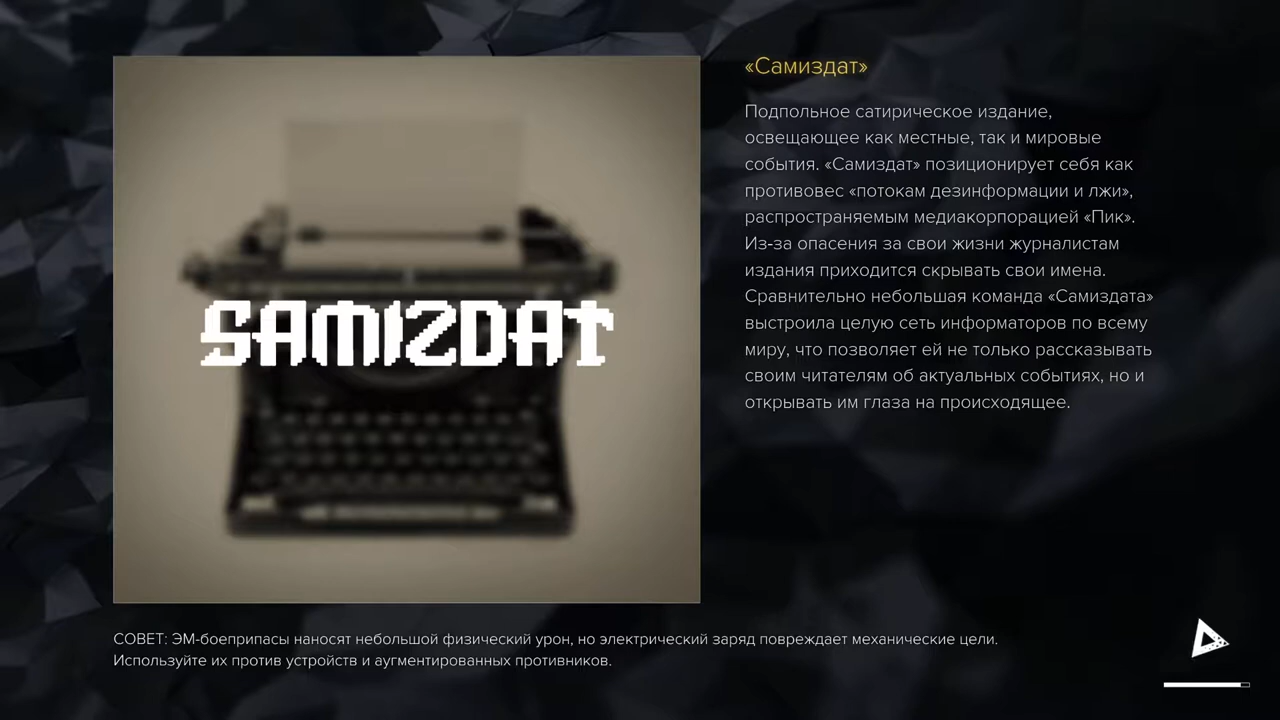 «Самиздат»
Подпольное сатирическое издание,
освещающее как местные, так и мировые
события. «Самиздат» позиционирует себя как
противовес «потокам дезинформации и лжи»,
распространяемым медиакорпорацией «Пик».
Из-за опасения за свои жизни журналистам
издания приходится скрывать свои имена.
Сравнительно небольшая команда «Самиздата»
выстроила целую сеть информаторов по всему
миру, что позволяет ей не только рассказывать
своим читателям об актуальных событиях, но и
открывать им глаза на происходящее.
SAMIZDAT
СОВЕТ: ЭМ-боеприпасы наносят небольшой физический урон, но электрический заряд повреждает механические цели.
Используйте их против устройств и аугментированных противников.